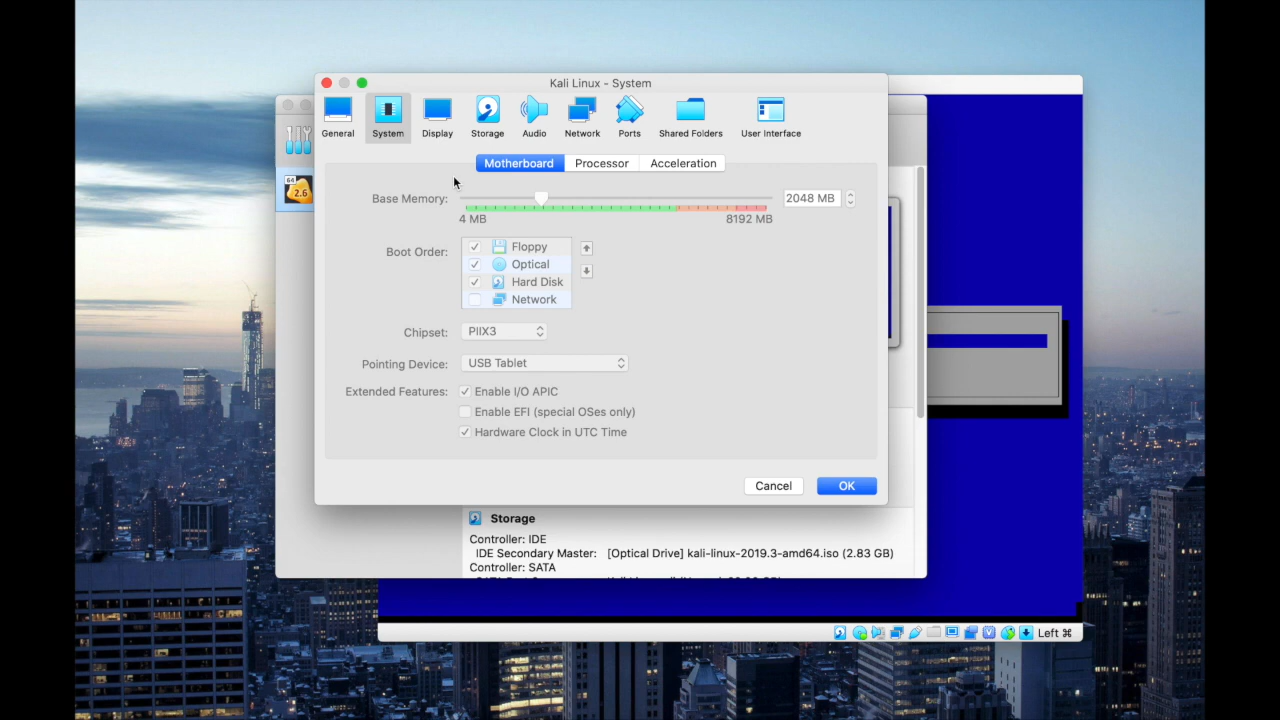 Kali Linux - System
General
System
Display
Storage
Audio
Network
Ports
Shared Folders
User Interface
64
2.6
Motherboard
Processor
Acceleration
Base Memory:
2048 MB
4 MB
8192 MB
Boot Order:
Floppy
Optical
Hard Disk
Network
Chipset:
PIIX3
Pointing Device:
USB Tablet
Extended Features:
Enable I/O APIC
Enable EFI (special OSes only)
Hardware Clock in UTC Time
Cancel
OK
Storage
Controller: IDE
IDE Secondary Master: [Optical Drive] kali-linux-2019.3-amd64.iso (2.83 GB)
Controller: SATA
Left ⌘